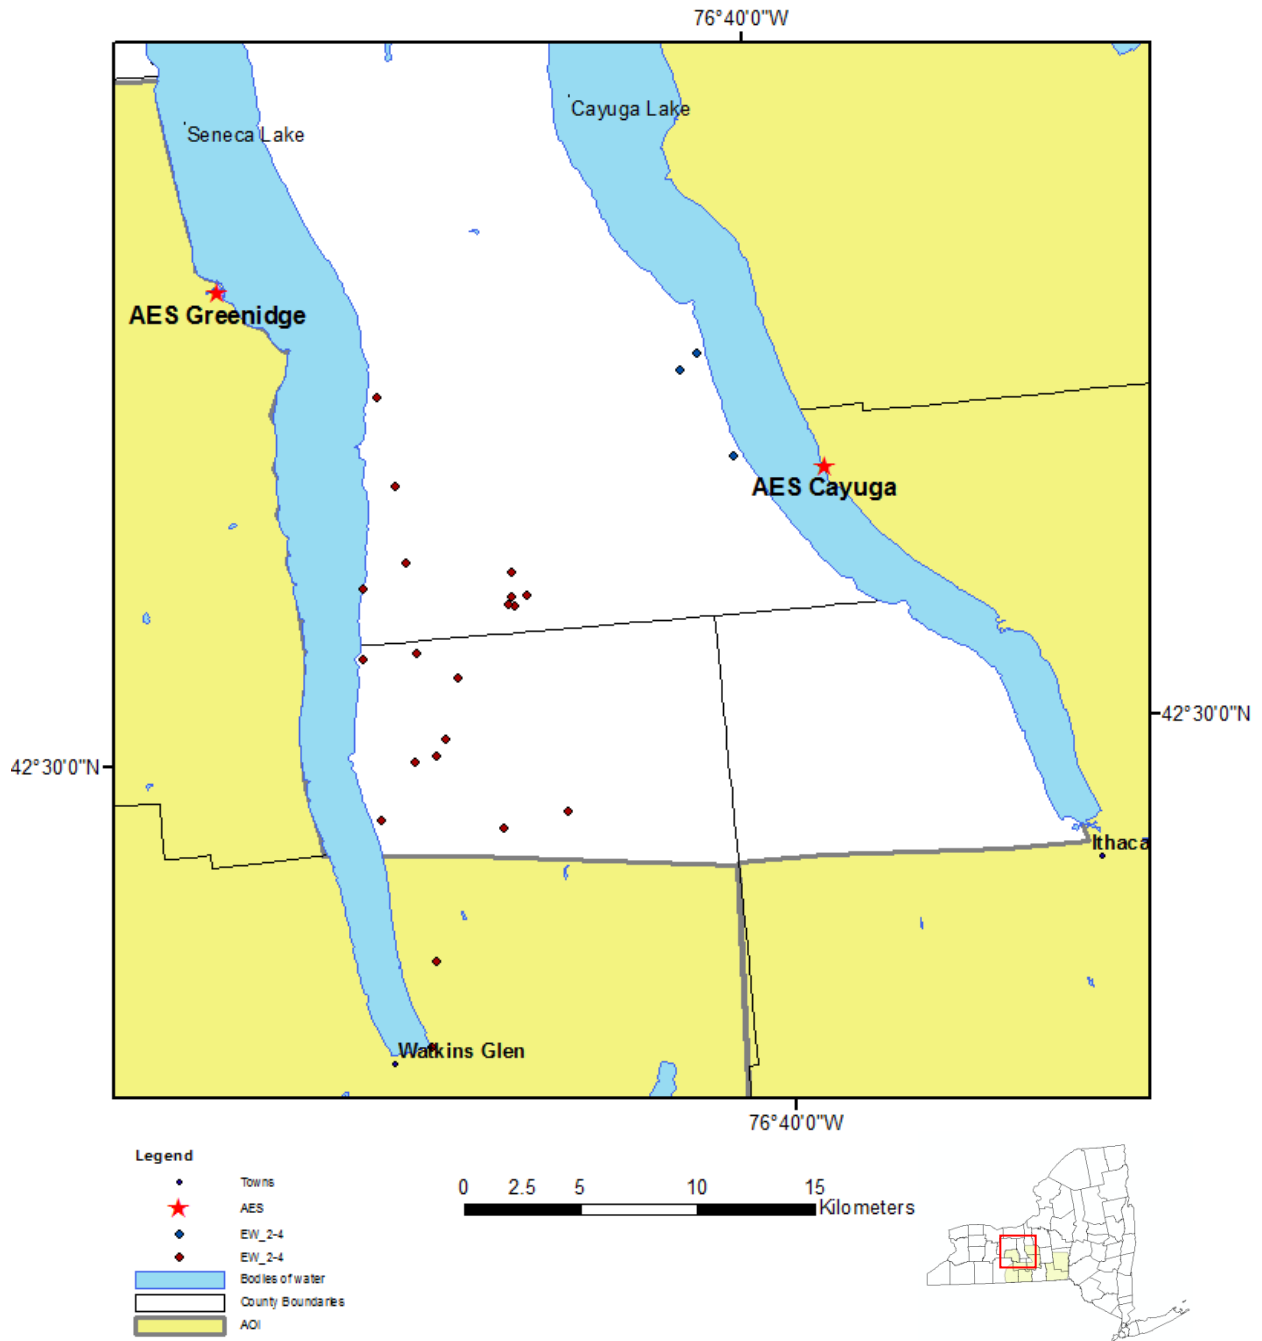 76°40'0"W
Cayuga Lake
Seneca Lake
AES Greenidge
AES Cayuga
42°30'0"N
42°30'0"N
Ithaca
Watkins Glen
76°40'0"W
Legend
Towns
AES
EW_2-4
EW_2-4
Bodies of water
County Boundaries
AOI
0 2.5 5 10 15
Kilometers